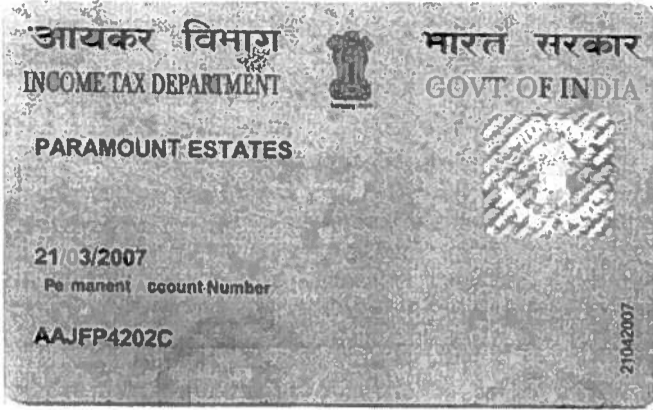 आयकर विभाग
भारत सरकार
INCOME TAX DEPARTMENT
GOVT. OF INDIA
PARAMOUNT ESTATES
21/03/2007
Pe manent ccount Number
AAJFP4202C
21042007